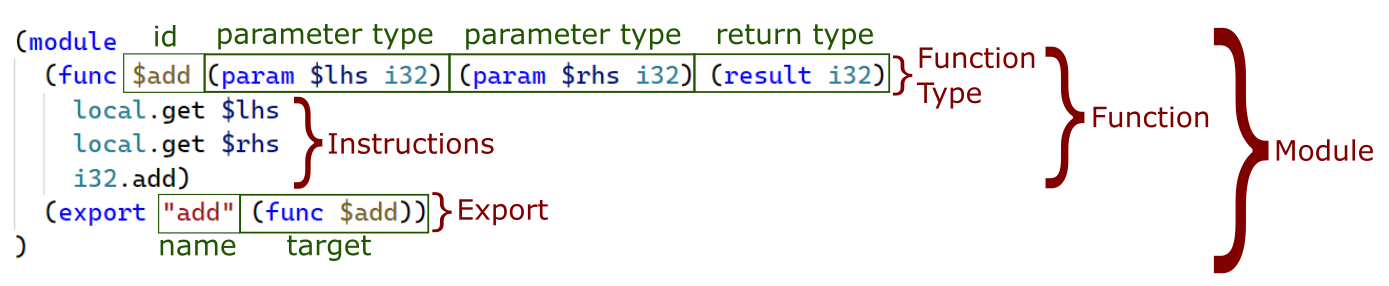 id parameter type parameter type return type
(module
(func $add (param $lhs i32) (param $rhs i32) (result i32) Function Type
local.get $lhs
local.get $rhs
i32.add)
Instructions
Function
Module
(export "add" (func $add)) Export
)
name target